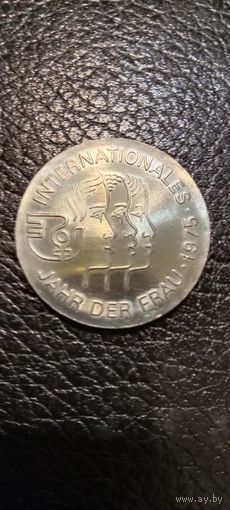 INTERNATIONALES
JAHR DER FRAU · 1975 ·
www.ay.by